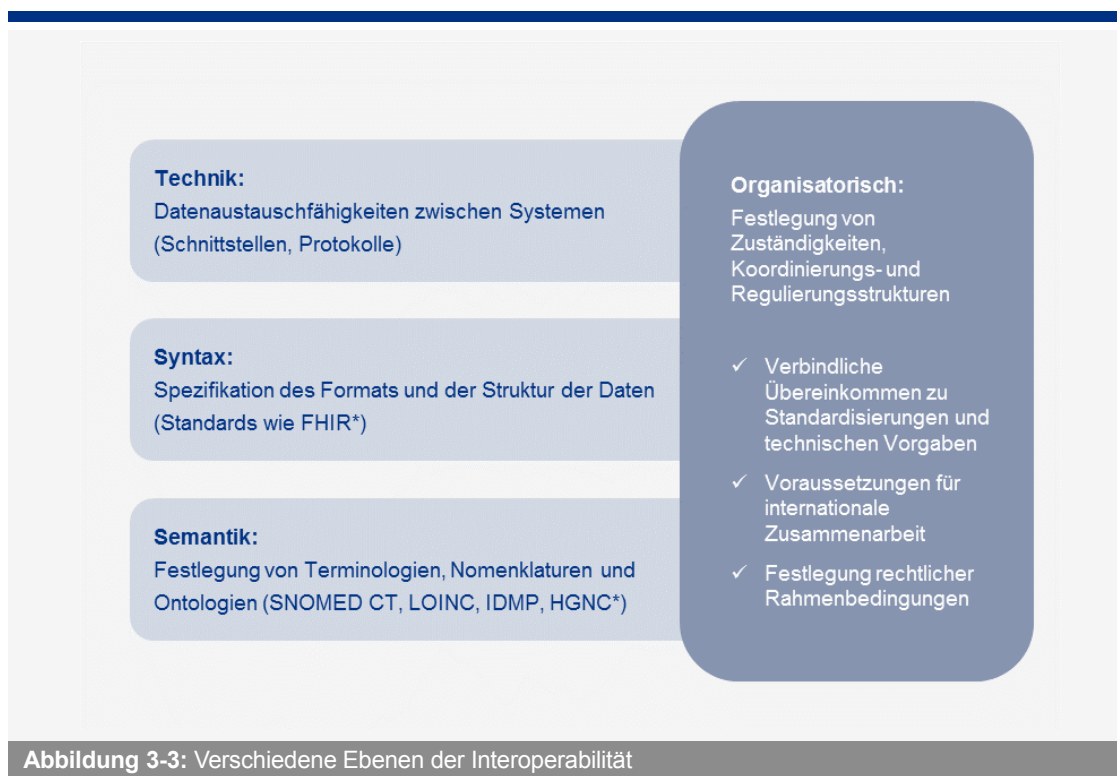 Technik:
Datenaustauschfähigkeiten zwischen Systemen
(Schnittstellen, Protokolle)
Syntax:
Spezifikation des Formats und der Struktur der Daten
(Standards wie FHIR*)
Semantik:
Festlegung von Terminologien, Nomenklaturen und
Ontologien (SNOMED CT, LOINC, IDMP, HGNC*)
Organisatorisch:
Festlegung von
Zuständigkeiten,
Koordinierungs- und
Regulierungsstrukturen
✓ Verbindliche
Übereinkommen zu
Standardisierungen und
technischen Vorgaben
✓ Voraussetzungen für
internationale
Zusammenarbeit
✓ Festlegung rechtlicher
Rahmenbedingungen
Abbildung 3-3: Verschiedene Ebenen der Interoperabilität